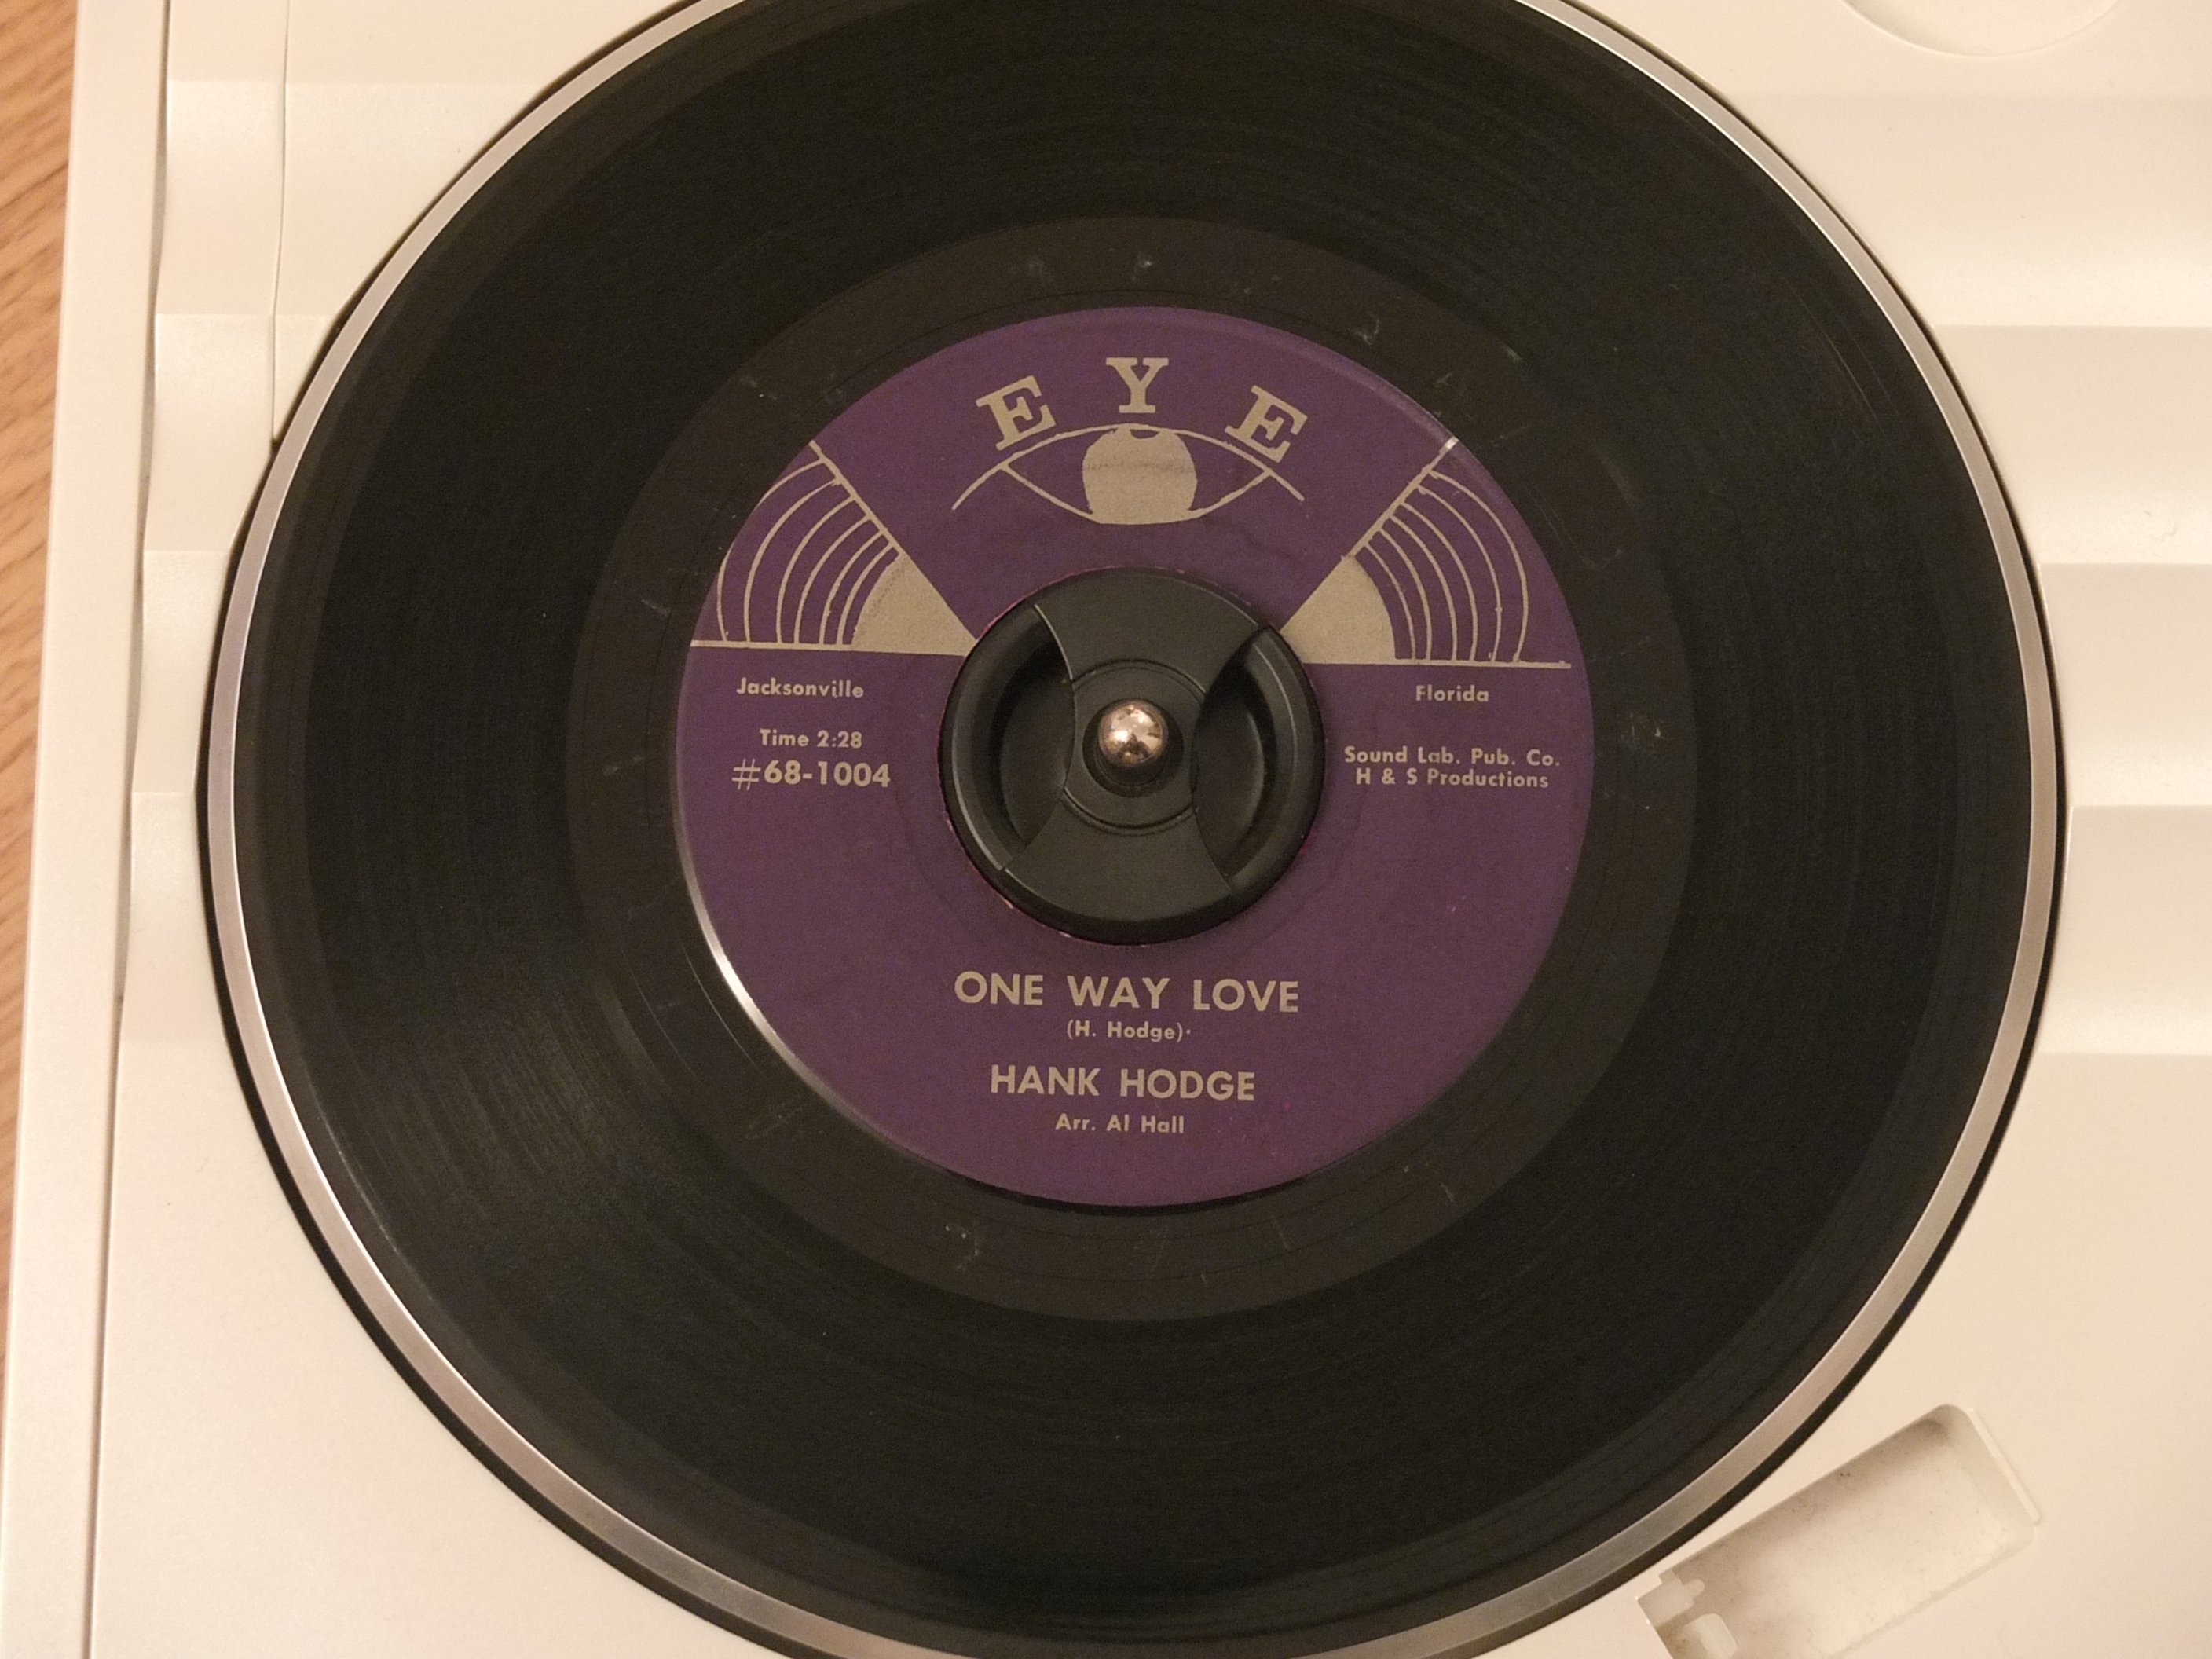 EYE
Jacksonville
Florida
Time 2:28
#68-1004
Sound Lab. Pub. Co.
H & S Productions
ONE WAY LOVE
(H. Hodge)·
HANK HODGE
Arr. Al Hall